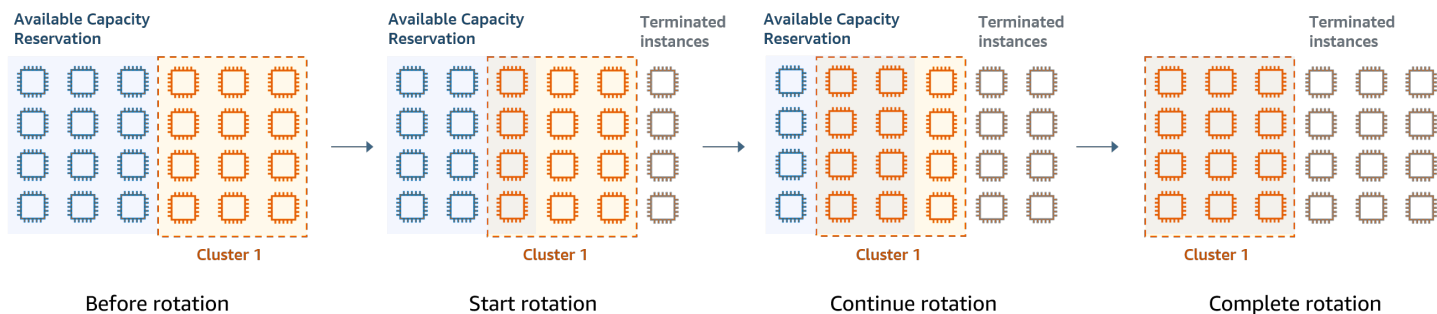 Available Capacity
Reservation
Cluster 1
Before rotation
Available Capacity
Reservation
Terminated
instances
Cluster 1
Start rotation
Available Capacity
Reservation
Terminated
instances
Cluster 1
Continue rotation
Terminated
instances
Cluster 1
Complete rotation